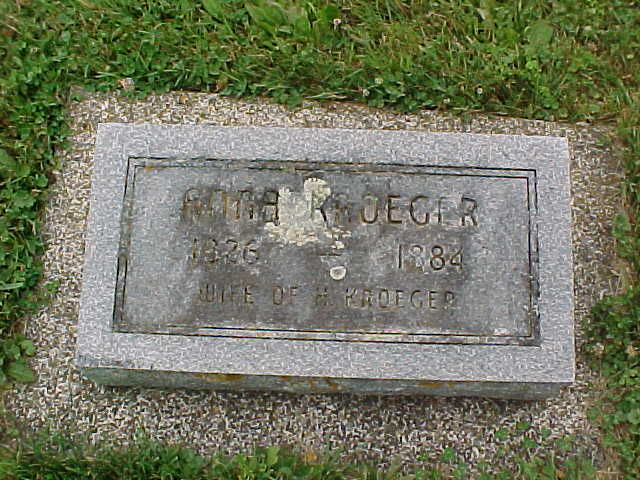 ANNA KROEGER
1826 - 1884
WIFE OF H. KROEGER